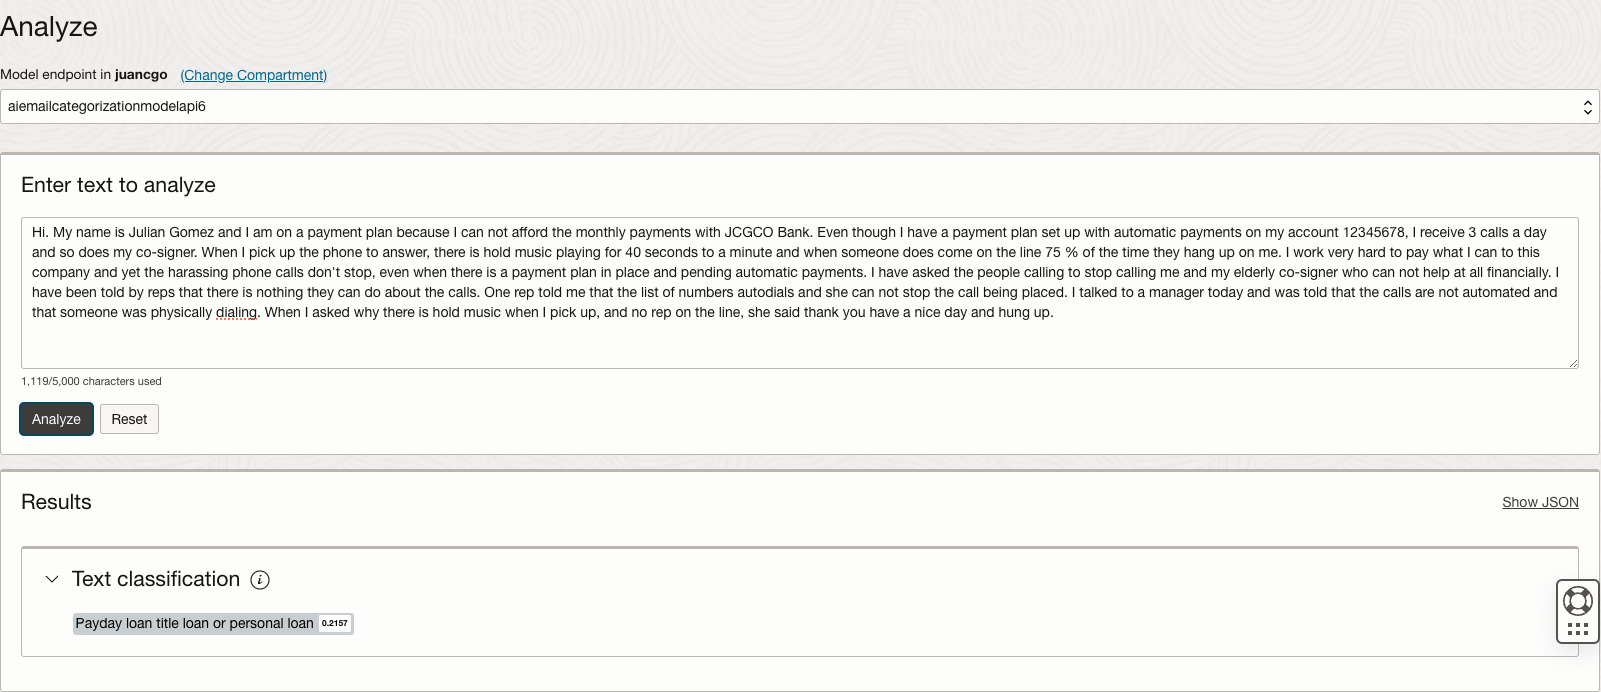 Analyze
Model endpoint in juancgo (Change Compartment)
aiemailcategorizationmodelapi6
Enter text to analyze
Hi. My name is Julian Gomez and I am on a payment plan because I can not afford the monthly payments with JCGCO Bank. Even though I have a payment plan set up with automatic payments on my account 12345678, I receive 3 calls a day
and so does my co-signer. When I pick up the phone to answer, there is hold music playing for 40 seconds to a minute and when someone does come on the line 75 % of the time they hang up on me. I work very hard to pay what I can to this
company and yet the harassing phone calls don't stop, even when there is a payment plan in place and pending automatic payments. I have asked the people calling to stop calling me and my elderly co-signer who can not help at all financially. I
have been told by reps that there is nothing they can do about the calls. One rep told me that the list of numbers autodials and she can not stop the call being placed. I talked to a manager today and was told that the calls are not automated and
that someone was physically dialing. When I asked why there is hold music when I pick up, and no rep on the line, she said thank you have a nice day and hung up.
1,119/5,000 characters used
Analyze Reset
Results Show JSON
Text classification i
Payday loan title loan or personal loan 0.2157